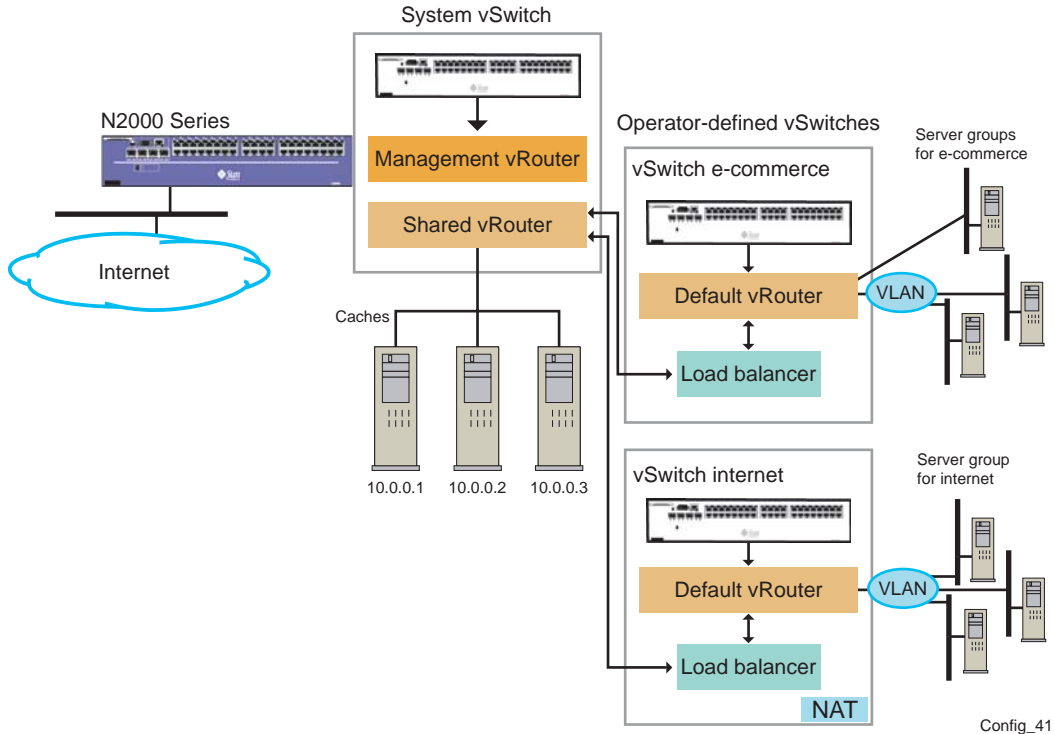 System vSwitch
N2000 Series
Sun
Management vRouter
Shared vRouter
Internet
Caches
10.0.0.1
10.0.0.2
10.0.0.3
Operator-defined vSwitches
vSwitch e-commerce
Default vRouter
Load balancer
VLAN
Server groups
for e-commerce
vSwitch internet
Default vRouter
Load balancer
NAT
VLAN
Server group
for internet
Config_41